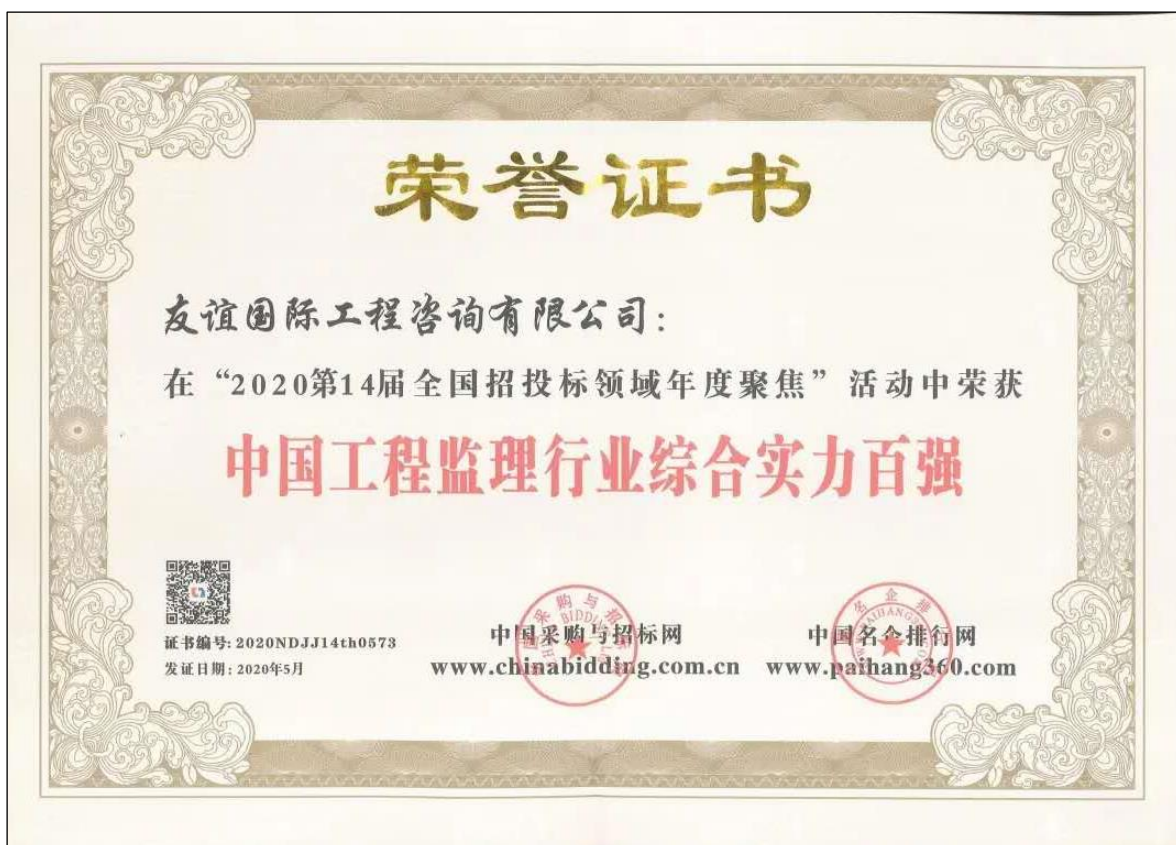 荣誉证书
友谊国际工程咨询有限公司：
在“2020第14届全国招投标领域年度聚焦”活动中荣获
中国工程监理行业综合实力百强
证书编号: 2020NDJJ14th0573
发证日期: 2020年5月
中国采购与招标网
www.chinabidding.com.cn
中国名企排行网
www.paihang360.com